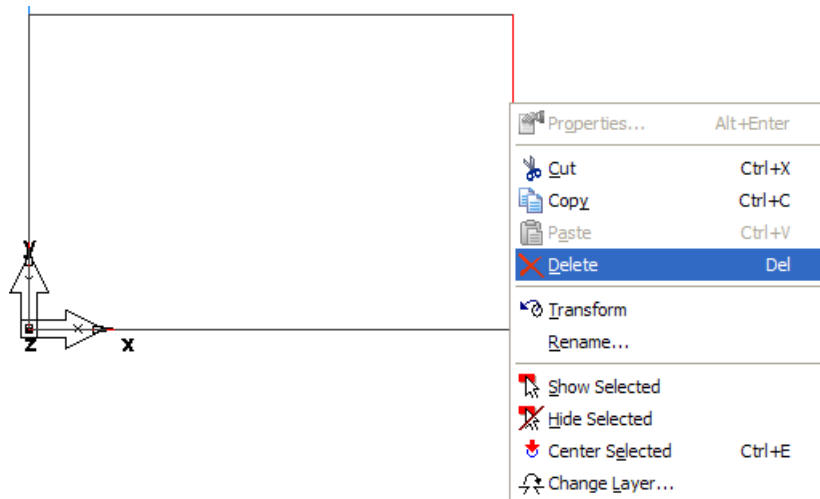 Properties... Alt+Enter
Cut Ctrl+X
Copy Ctrl+C
Paste Ctrl+V
Delete Del
Transform
Rename...
Show Selected
Hide Selected
Center Selected Ctrl+E
Change Layer...
y
z x